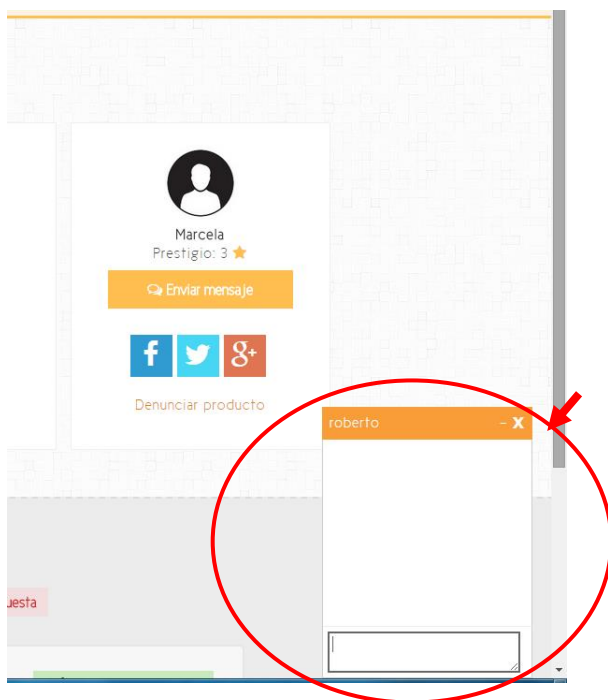 Marcela
Prestigio: 3
Enviar mensaje
f g+
Denunciar producto
roberto - X
uesta